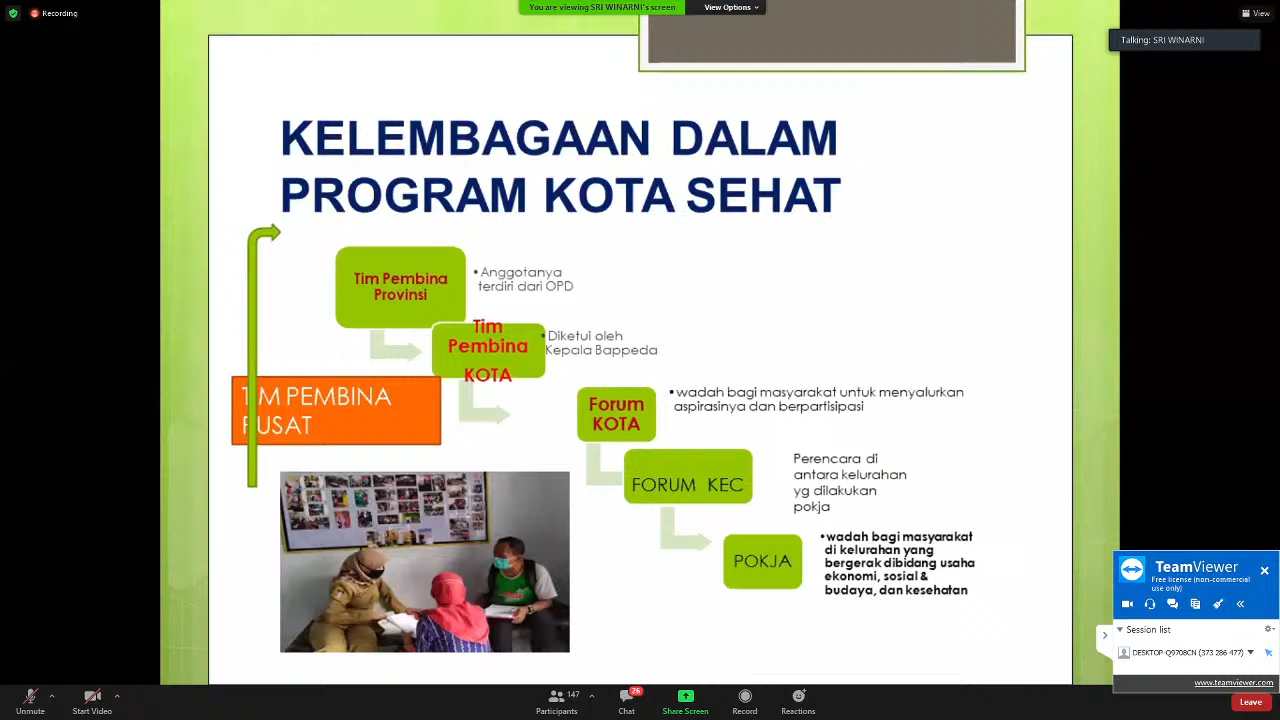 Recording
You are viewing SRI WINARNI's screen
View Options
View
Talking: SRI WINARNI
KELEMBAGAAN DALAM
PROGRAM KOTA SEHAT
Tim Pembina
Provinsi
• Anggotanya
terdiri dari OPD
Tim
Pembina
KOTA
• Diketui oleh
Kepala Bappeda
TIM PEMBINA
PUSAT
Forum
KOTA
• wadah bagi masyarakat untuk menyalurkan
aspirasinya dan berpartisipasi
FORUM KEC
Perencara di
antara kelurahan
yg dilakukan
pokja
POKJA
• wadah bagi masyarakat
di kelurahan yang
bergerak dibidang usaha
ekonomi, sosial &
budaya, dan kesehatan
TeamViewer
Free license (non-commercial
use only)
Session list
DESKTOP-Q9708CN (373 286 477)
www.teamviewer.com
Unmute
Start Video
147
Participants
26
Chat
Share Screen
Record
Reactions
Leave